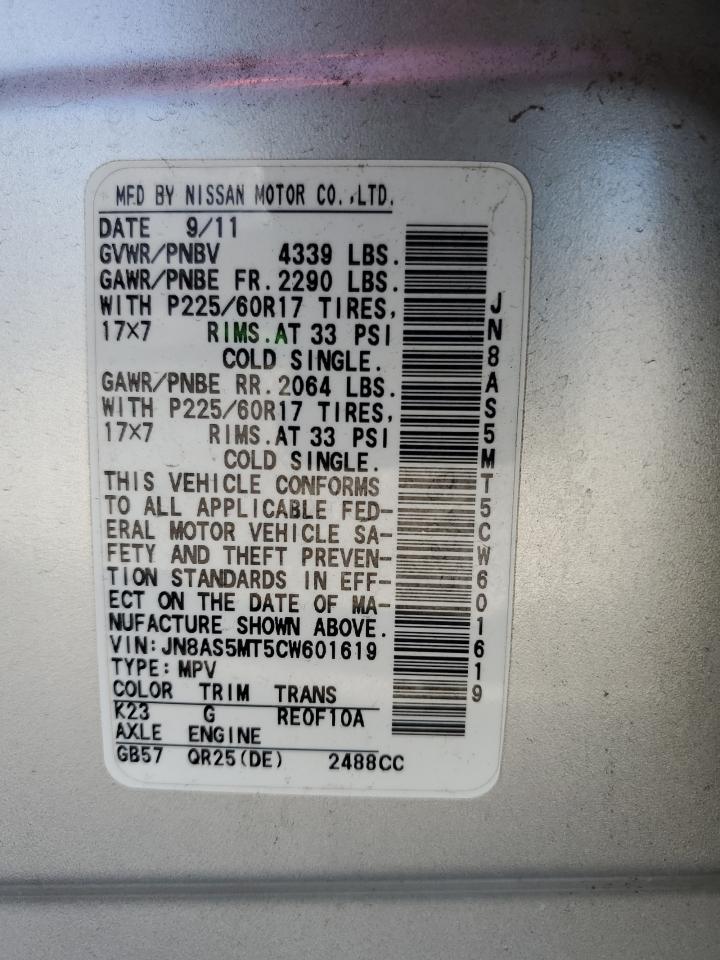 MFD BY NISSAN MOTOR CO.,LTD.
DATE 9/11
GVWR/PNBV 4339 LBS.
GAWR/PNBE FR.2290 LBS.
WITH P225/60R17 TIRES,
17×7 RIMS.AT 33 PSI
COLD SINGLE.
GAWR/PNBE RR.2064 LBS.
WITH P225/60R17 TIRES,
17×7 RIMS.AT 33 PSI
COLD SINGLE.
THIS VEHICLE CONFORMS
TO ALL APPLICABLE FED-
ERAL MOTOR VEHICLE SA-
FETY AND THEFT PREVEN-
TION STANDARDS IN EFF-
ECT ON THE DATE OF MA-
NUFACTURE SHOWN ABOVE.
VIN:JN8AS5MT5CW601619
TYPE:MPV
COLOR TRIM TRANS
K23 G RE0F10A
AXLE ENGINE
GB57 QR25(DE) 2488CC
JN8AS5MT5CW601619